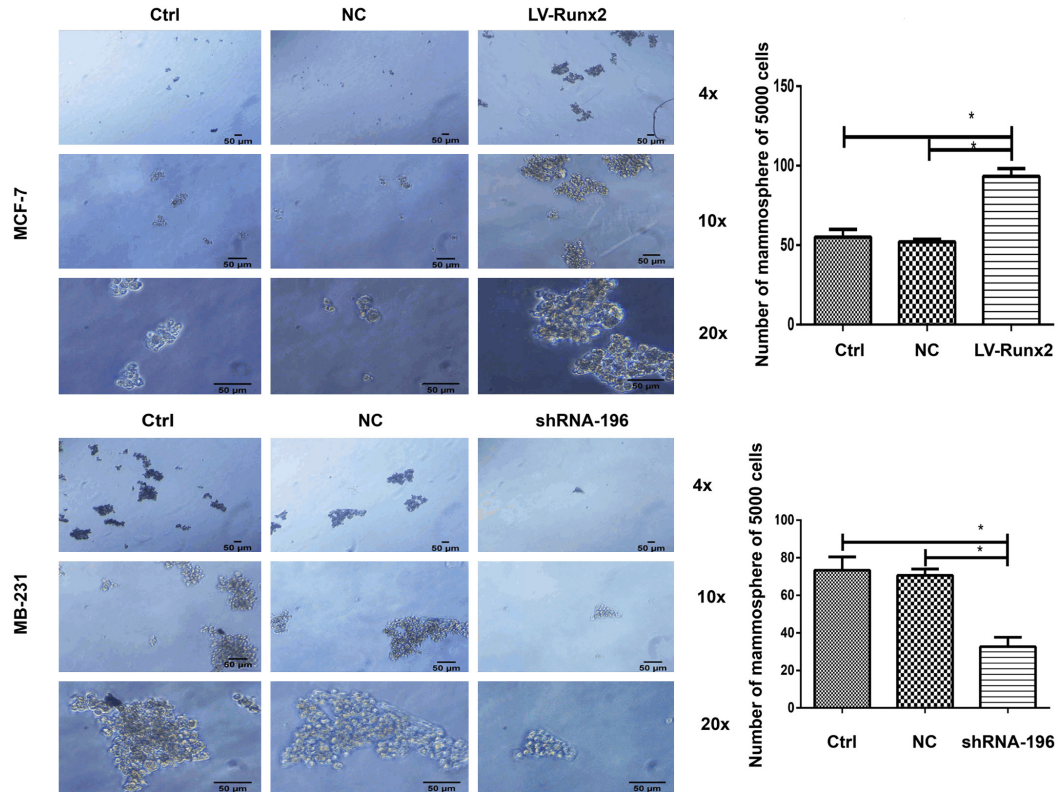 Ctrl NC LV-Runx2
MCF-7
4x
50 µm 50 µm 50 µm
10x
50 µm 50 µm 50 µm
20x
50 µm 50 µm 50 µm
Number of mammosphere of 5000 cells
150
100
50
0
*
*
Ctrl NC LV-Runx2
Ctrl NC shRNA-196
MB-231
4x
50 µm 50 µm 50 µm
10x
50 µm 50 µm 50 µm
20x
50 µm 50 µm 50 µm
Number of mammosphere of 5000 cells
100
80
60
40
20
0
*
*
Ctrl NC shRNA-196